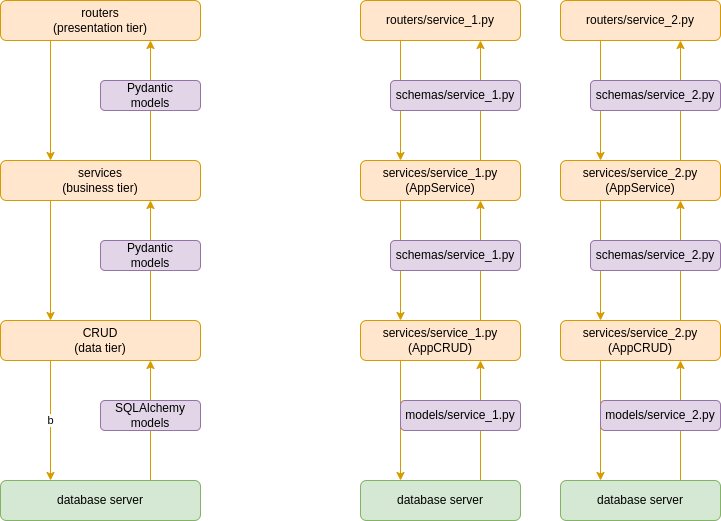 routers
(presentation tier)
routers/service_1.py
routers/service_2.py
Pydantic
models
schemas/service_1.py
schemas/service_2.py
services
(business tier)
services/service_1.py
(AppService)
services/service_2.py
(AppService)
Pydantic
models
schemas/service_1.py
schemas/service_2.py
CRUD
(data tier)
services/service_1.py
(AppCRUD)
services/service_2.py
(AppCRUD)
b
SQLAlchemy
models
models/service_1.py
models/service_2.py
database server
database server
database server